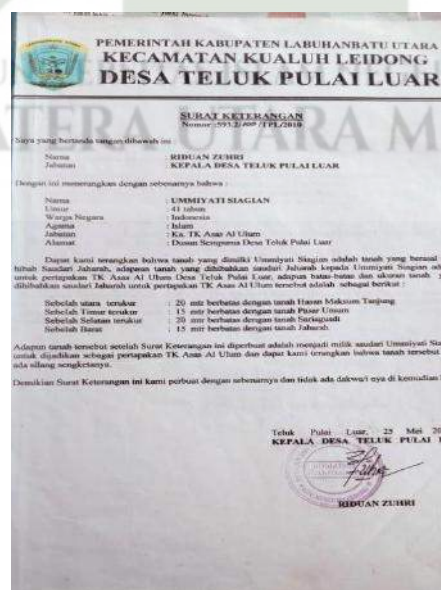 PEMERINTAH KABUPATEN LABUHANBATU UTARA
KECAMATAN KUALUH LEIDONG
DESA TELUK PULAI LUAR
SURAT KETERANGAN
Nomor :593.2/ /TPL/2010
Saya yang bertanda tangan dibawah ini :
Nama : RIDUAN ZUHRI
Jabatan : KEPALA DESA TELUK PULAI LUAR
Dengan ini menerangkan dengan sebenarnya bahwa :
Nama : UMMIYATI SIAGIAN
Umur : 41 tahun
Warga Negara : Indonesia
Agama : Islam
Jabatan : Ka. TK Asas Al Ulum
Alamat : Dusun Sempurna Desa Teluk Pulai Luar
Dapat kami terangkan bahwa tanah yang dimiliki Ummiyati Siagian adalah tanah yang berasal
hibah Saudari Jaharah, adapaun tanah yang dihibahkan saudari Jaharah kepada Ummiyati Siagian
untuk pertapakan TK Asas Al Ulum Desa Teluk Pulai Luar, adapun batas-batas dan ukuran tanah
dihibahkan saudari Jaharah untuk pertapakan TK Asas Al Ulum tersebut adalah sebagai berikut :
Sebelah utara terukur : 20 mtr berbatas dengan tanah Hasan Maksum Tanjung
Sebelah Timur terukur : 15 mtr berbatas dengan tanah Pasar Umum
Sebelah Selatan terukur : 20 mtr berbatas dengan tanah Sariaguadi
Sebelah Barat : 15 mtr berbatas dengan tanah Jaharah
Adapun tanah tersebut setelah Surat Keterangan ini diperbuat adalah menjadi milik saudari Ummiyati
untuk dijadikan sebagai pertapakan TK Asas Al Ulum dan dapat kami terangkan bahwa tanah tersebut
ada silang sengketanya.
Demikian Surat Keterangan ini kami perbuat dengan sebenarnya dan tidak ada dakwa'i nya di kemudian
Teluk Pulai Luar, 25 Mei
KEPALA DESA TELUK PULAI
RIDUAN ZUHRI